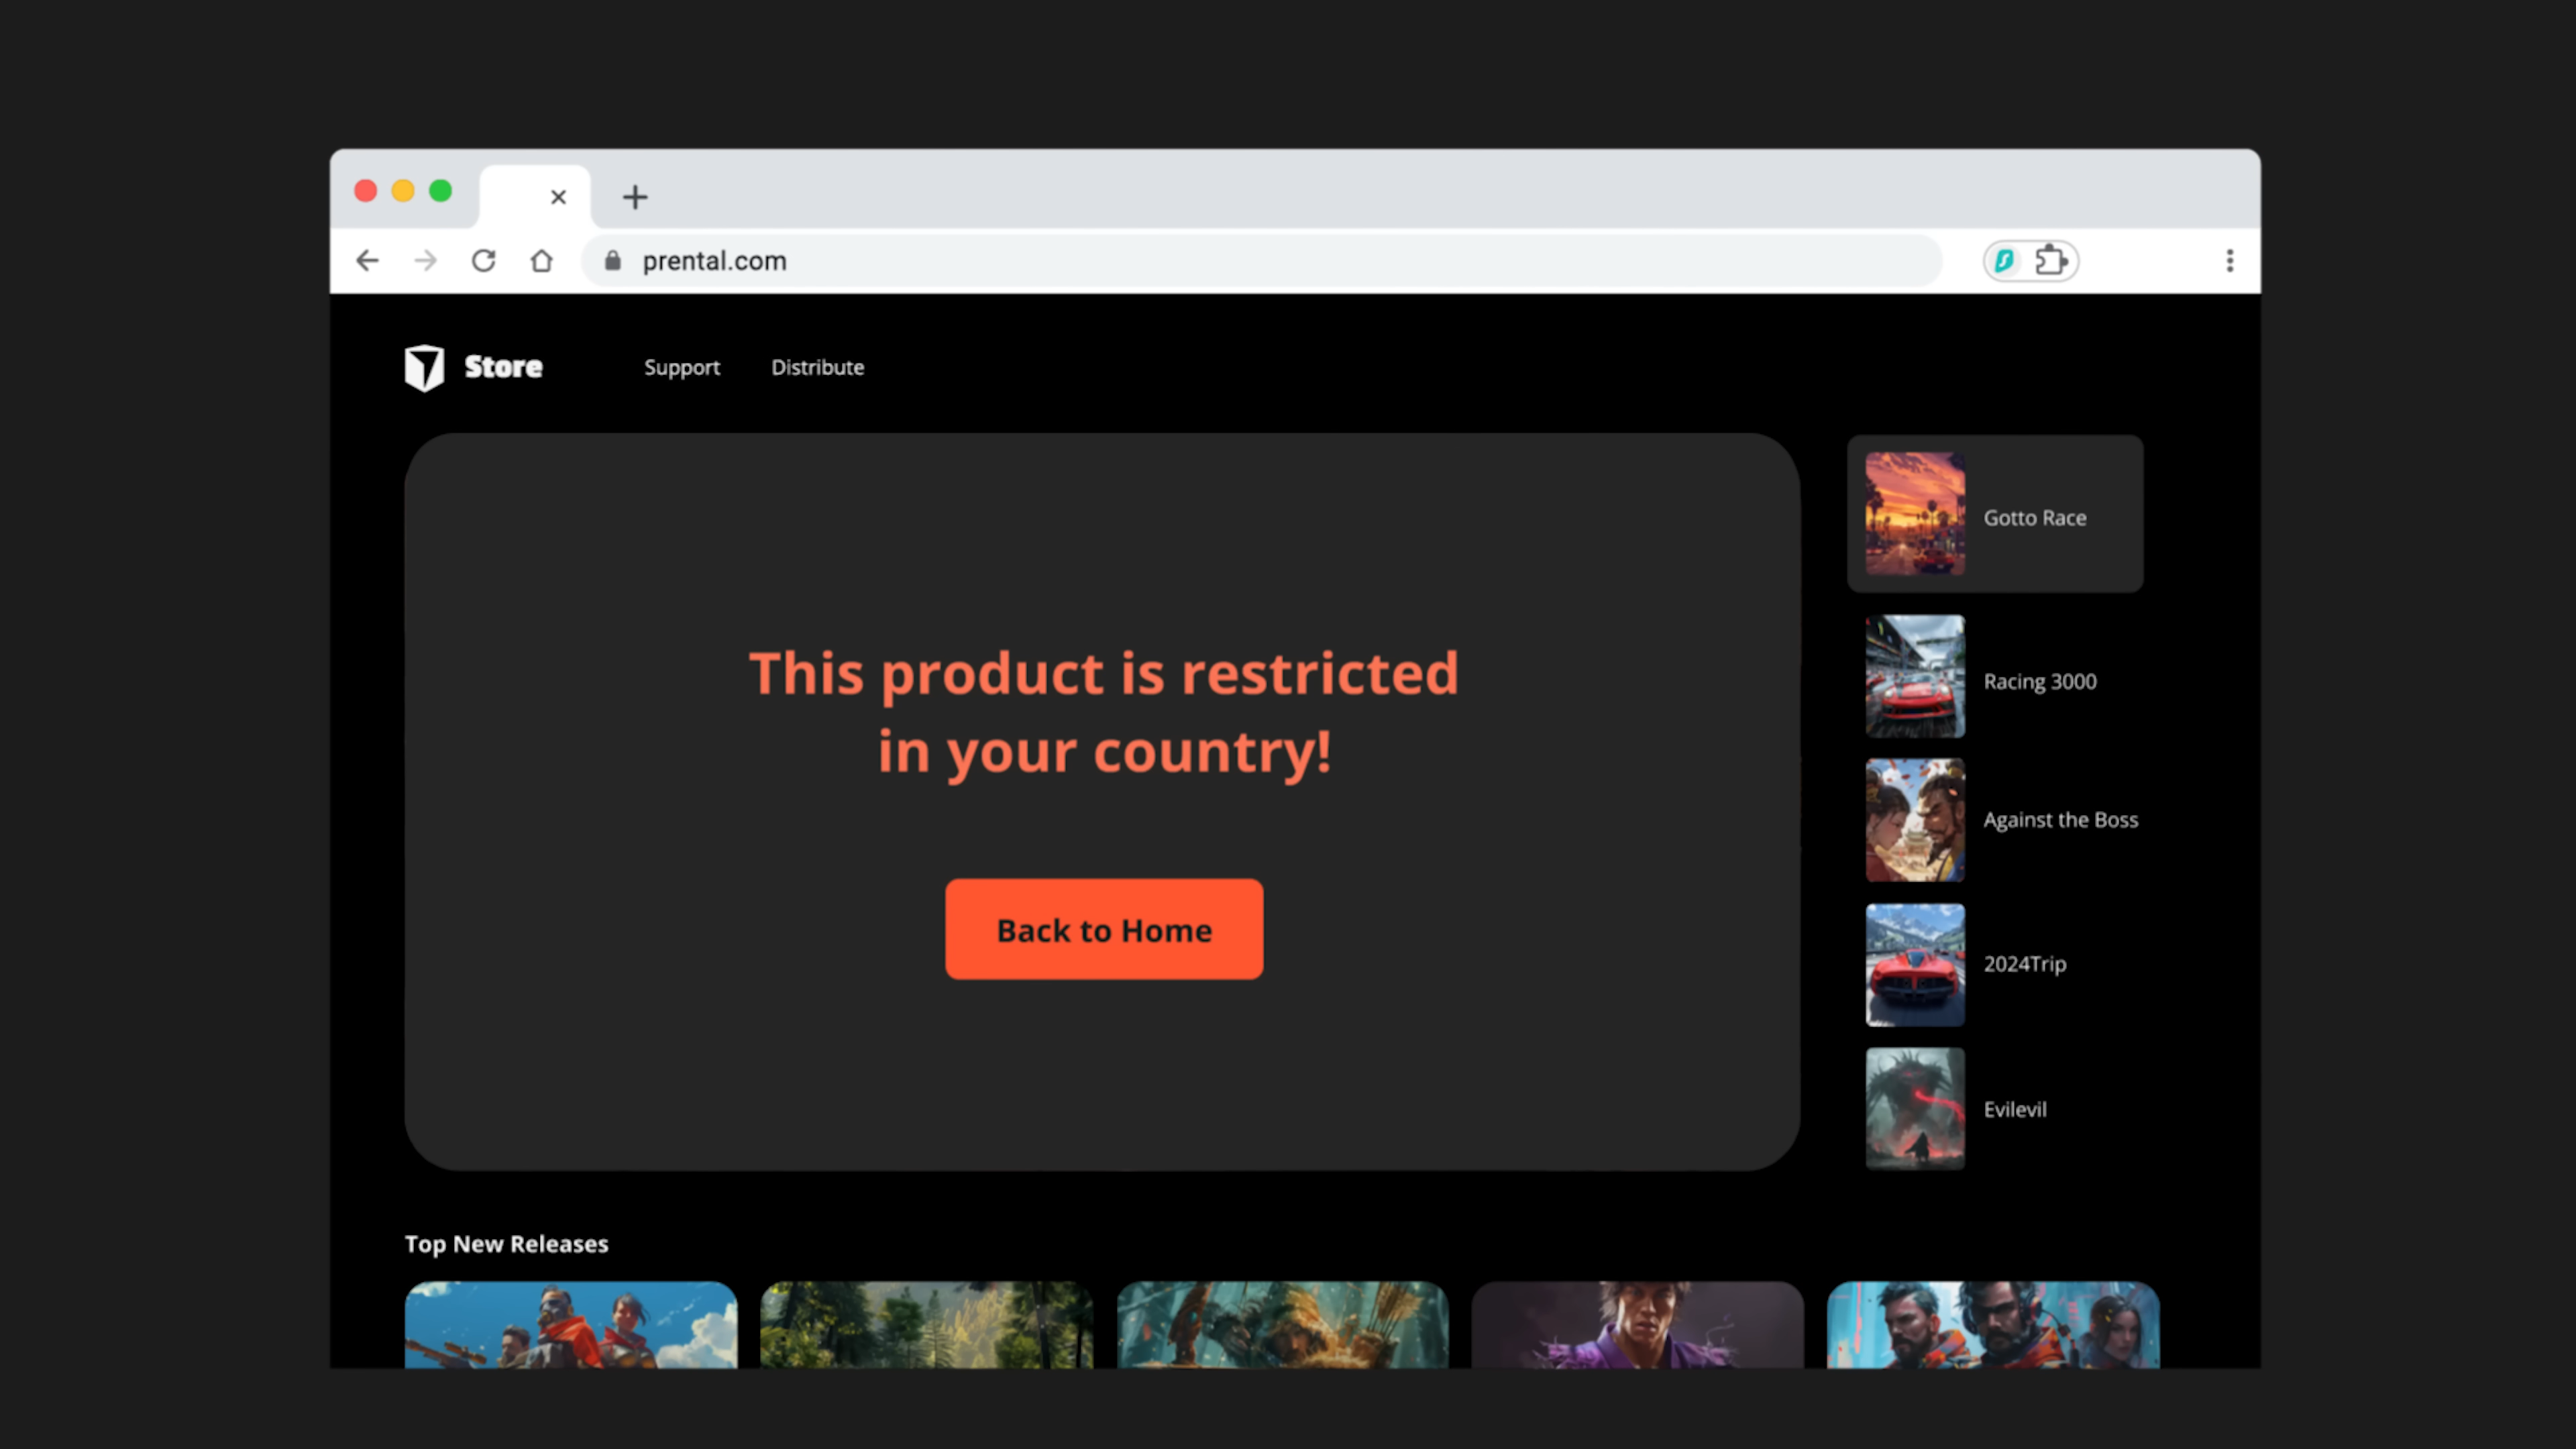 prental.com
Store
Support
Distribute
This product is restricted
in your country!
Back to Home
Gotto Race
Racing 3000
Against the Boss
2024Trip
Evilevil
Top New Releases